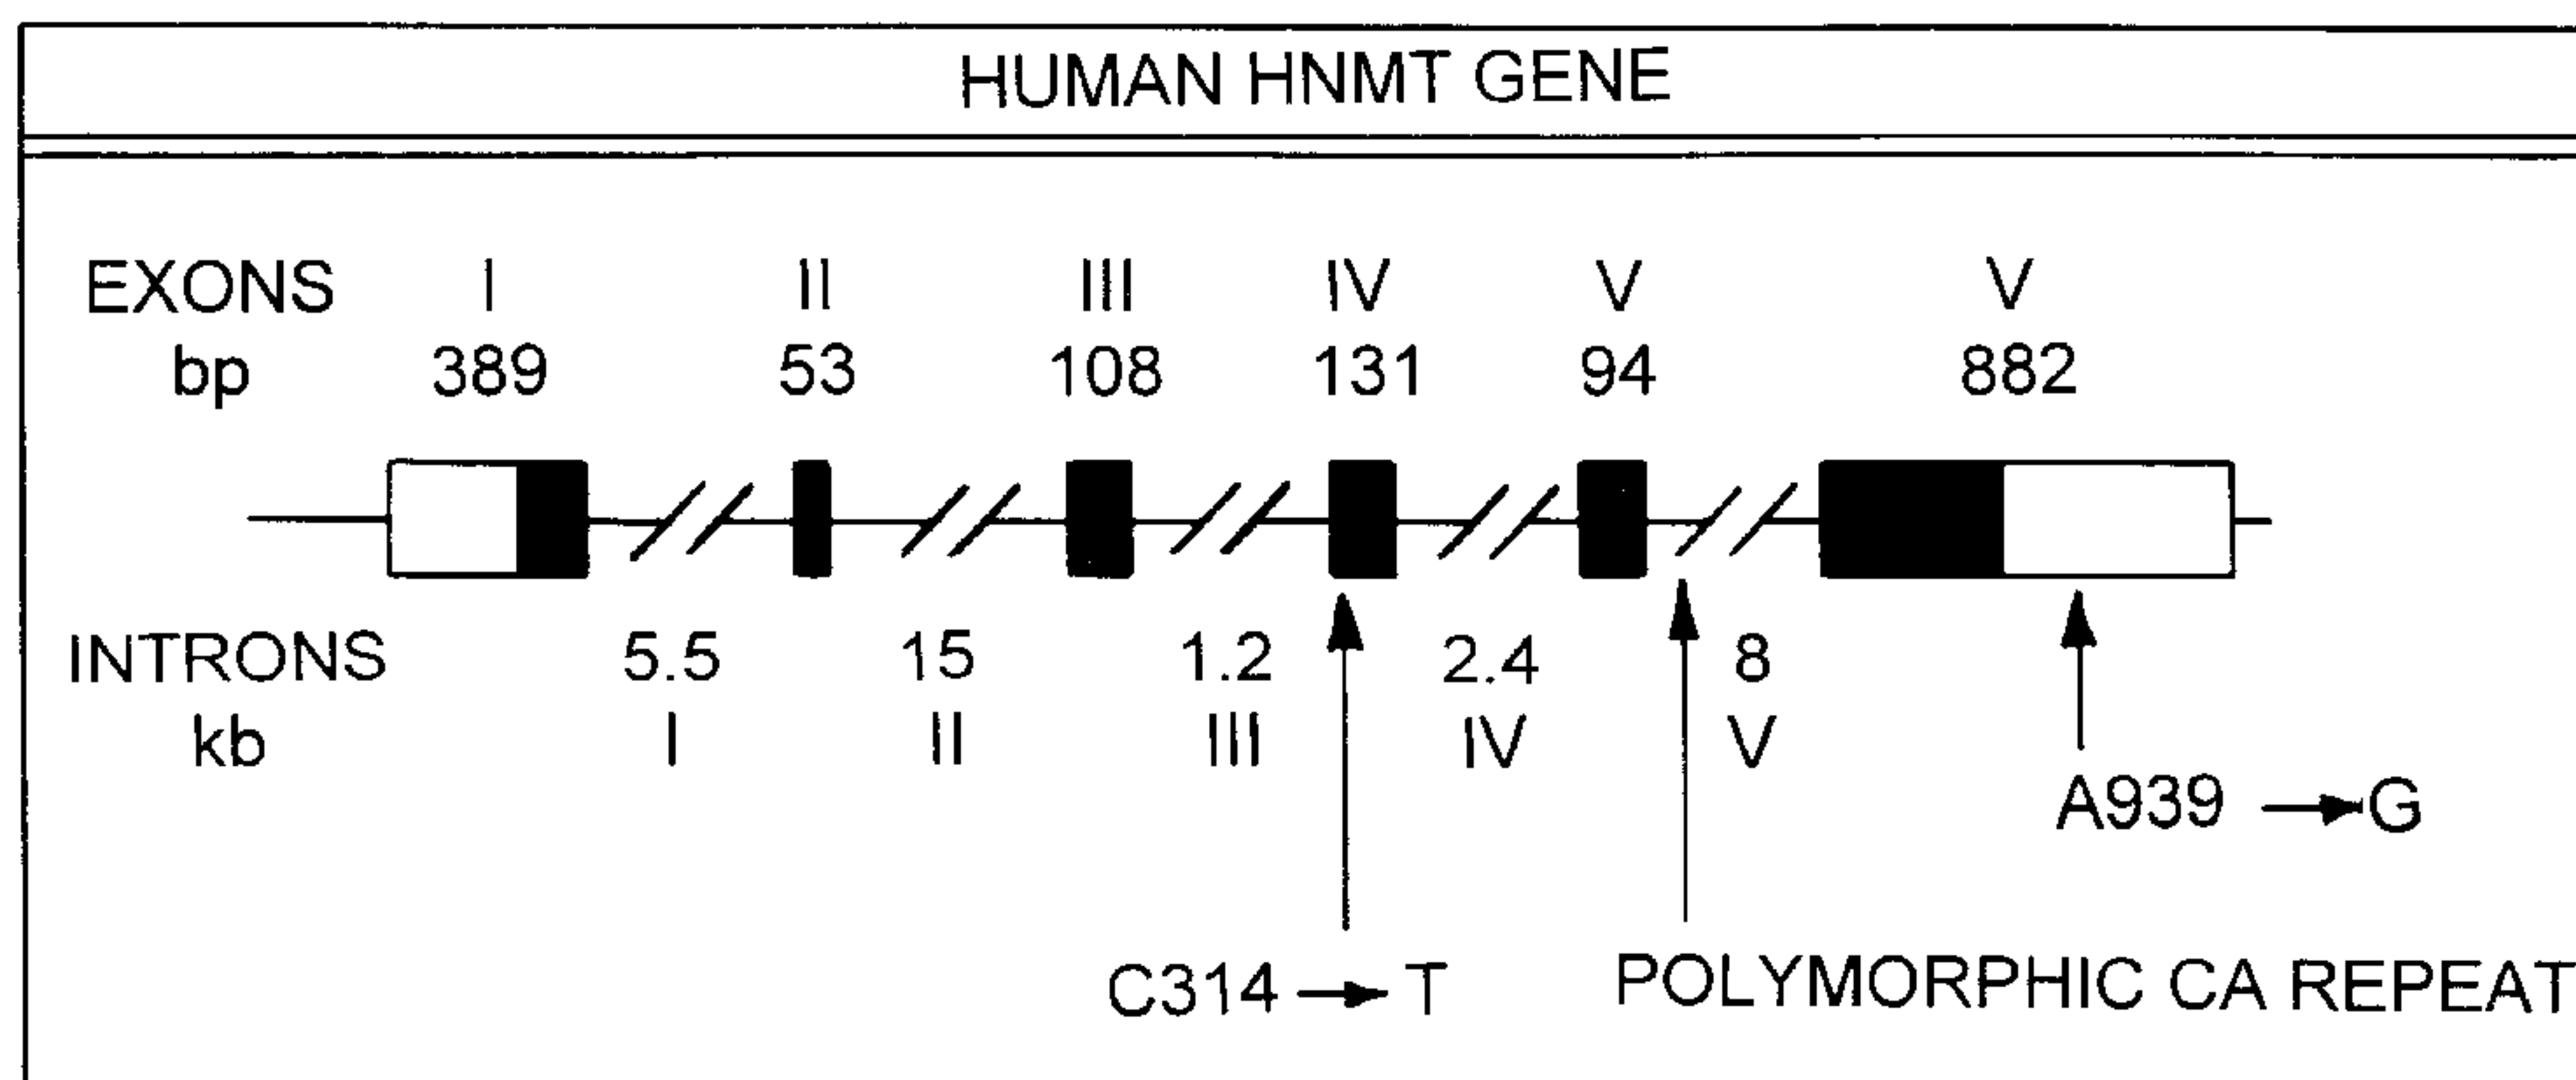 HUMAN HNMT GENE
EXONS I II III IV V V
bp 389 53 108 131 94 882
INTRONS 5.5 15 1.2 2.4 8
kb I II III IV V
A939 → G
C314 → T POLYMORPHIC CA REPEAT